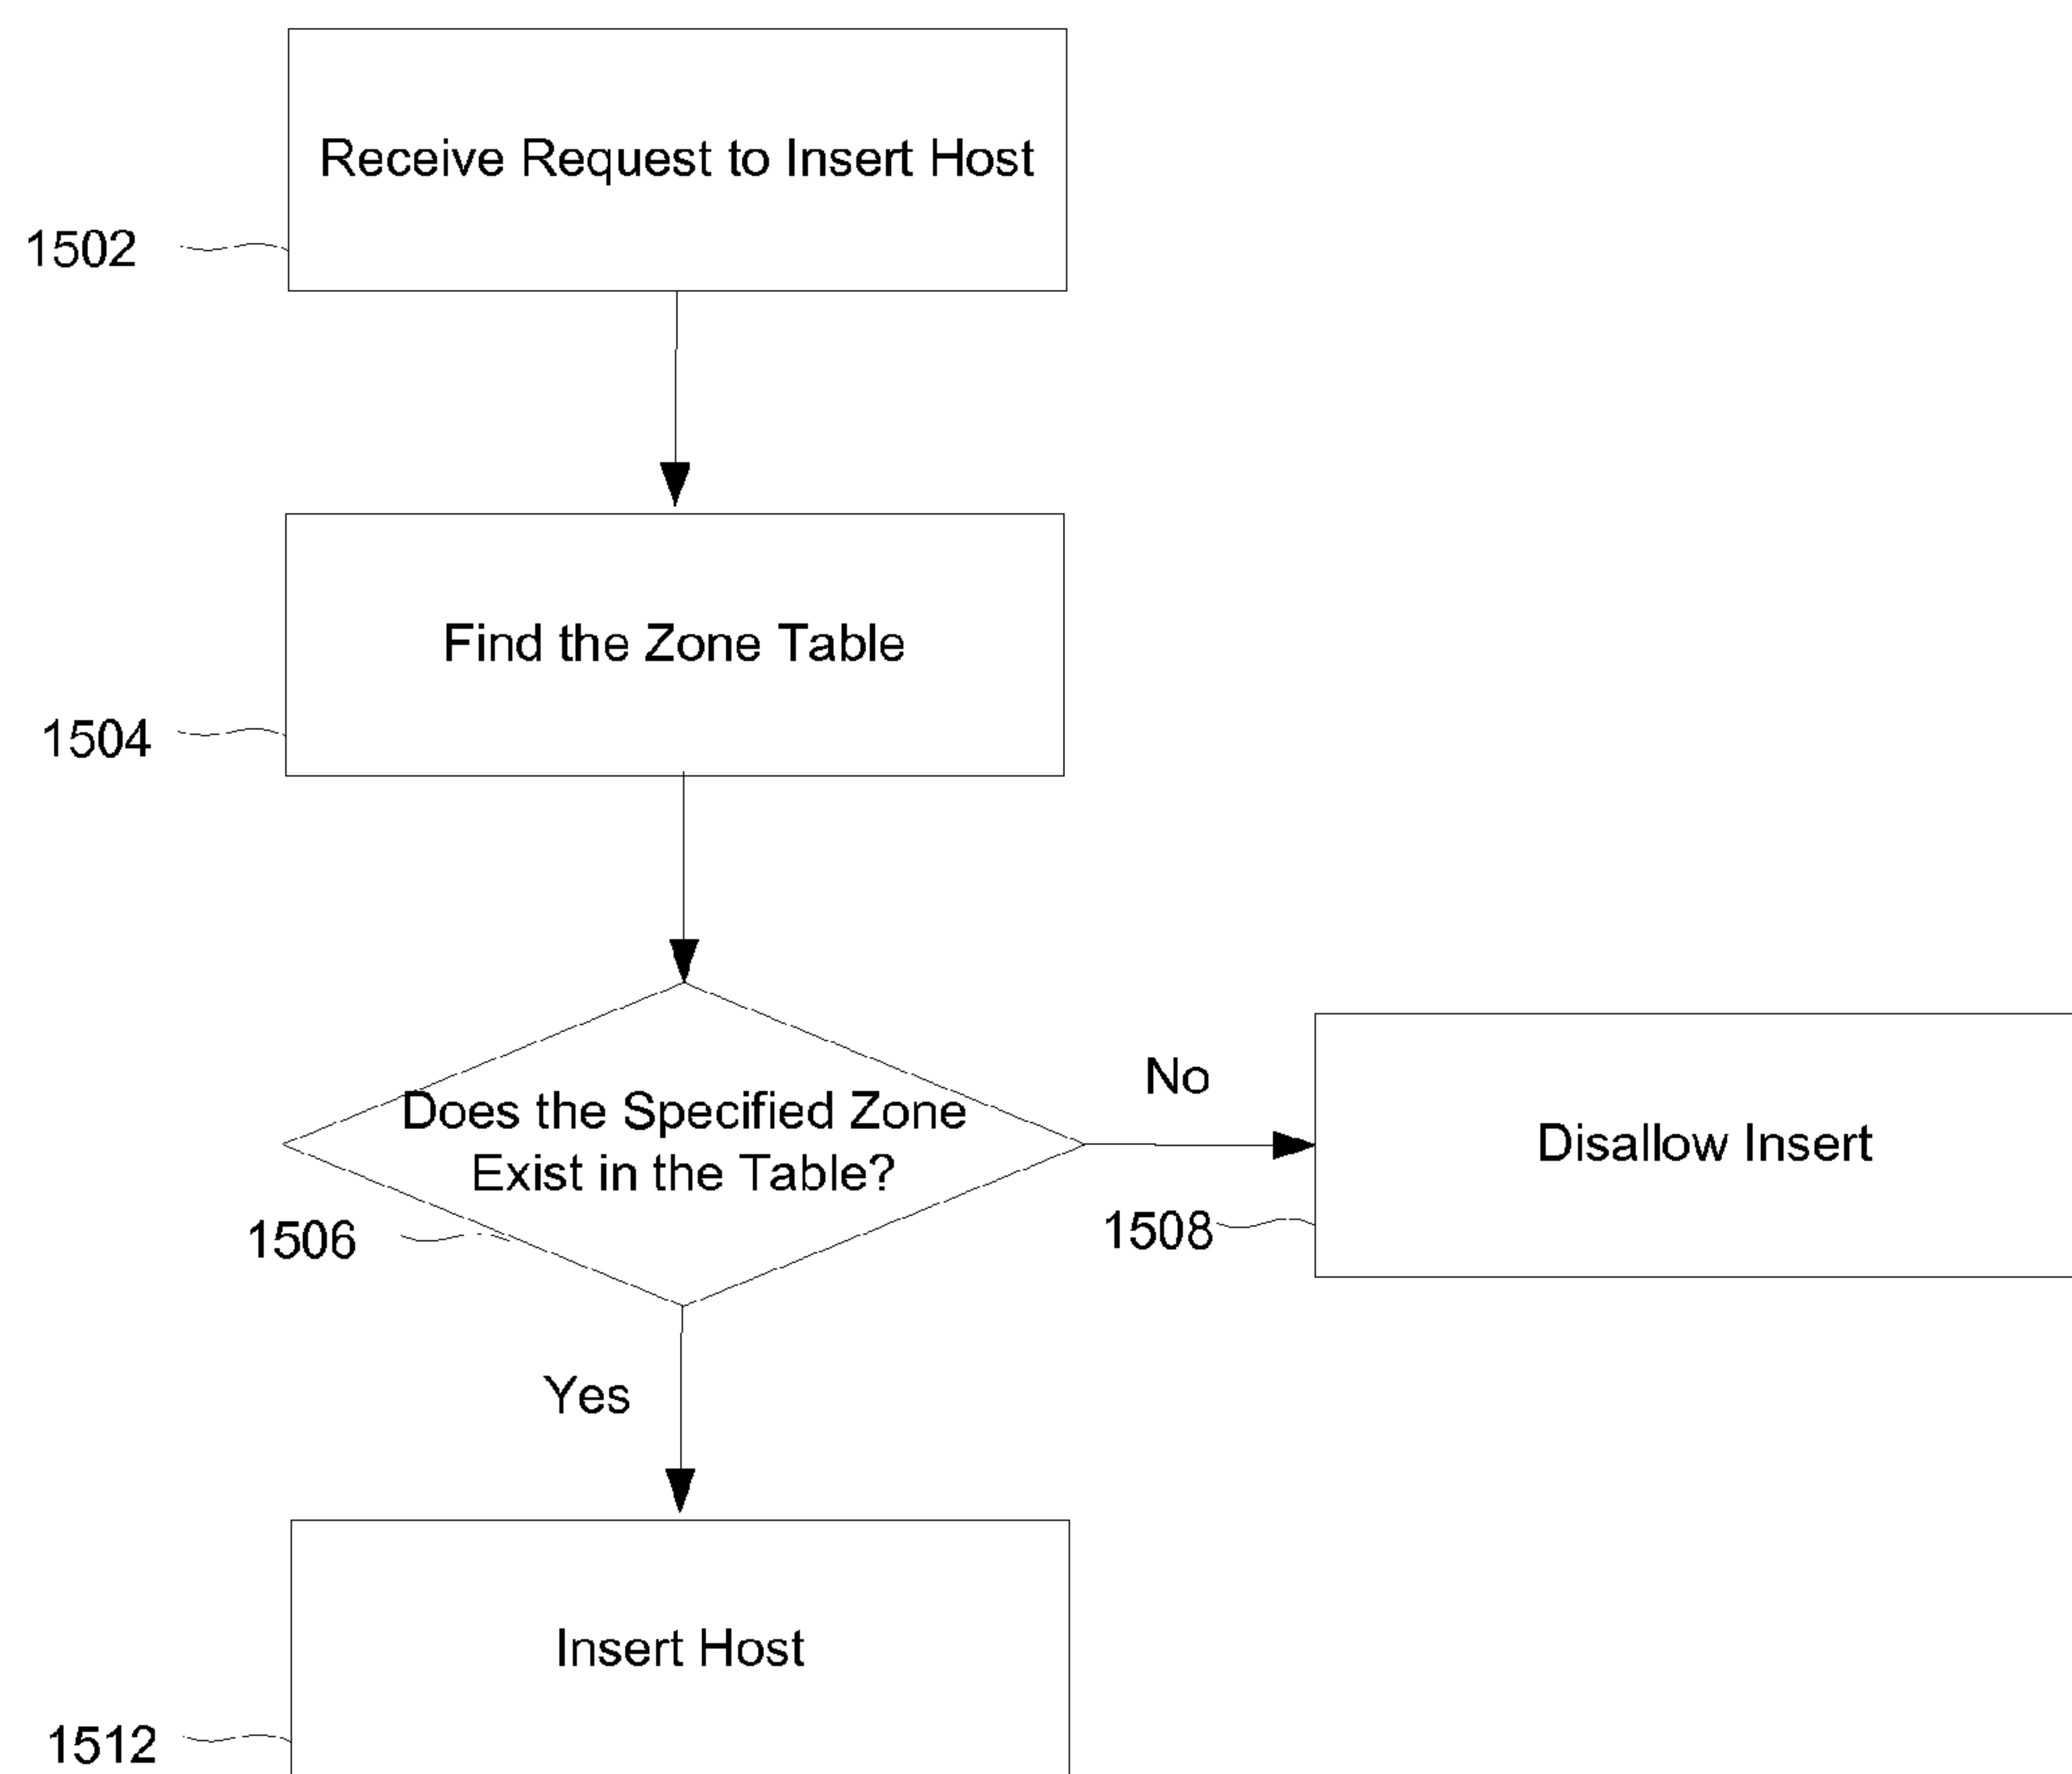 Receive Request to Insert Host
1502
Find the Zone Table
1504
Does the Specified Zone
Exist in the Table?
1506
No
Disallow Insert
1508
Yes
Insert Host
1512